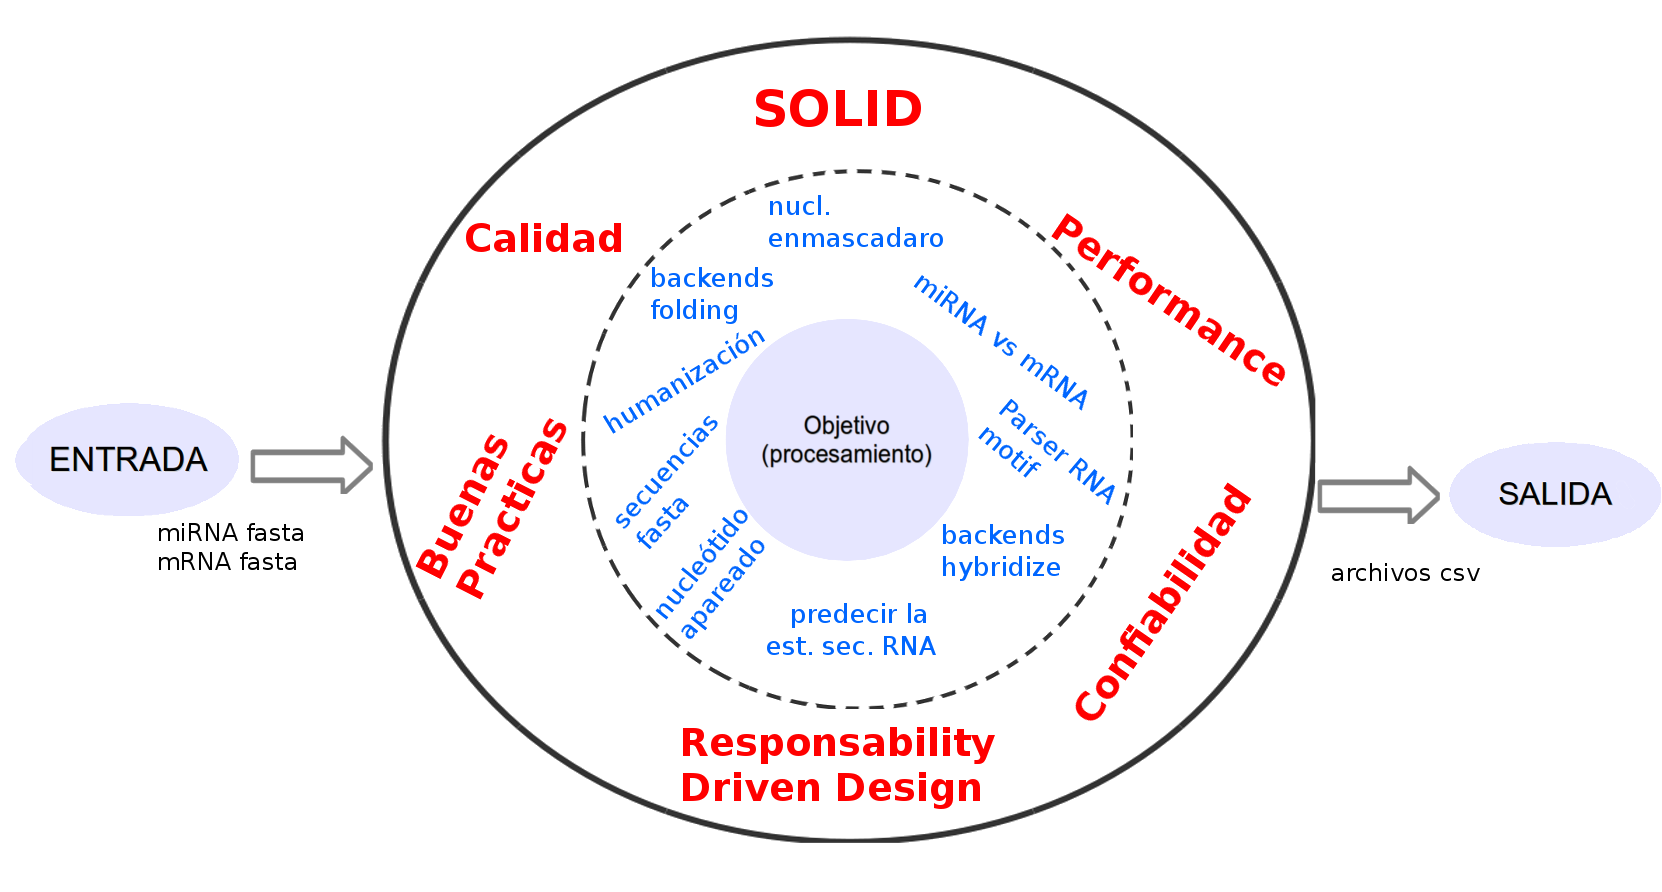 SOLID
Calidad
Performance
nucl.
enmascadaro
backends
folding
miRNA vs mRNA
humanización
Parser RNA
motif
secuencias
fasta
Objetivo
(procesamiento)
nucleótido
apareado
backends
hybridize
predecir la
est. sec. RNA
Buenas
Practicas
Confiabilidad
Responsability
Driven Design
ENTRADA
miRNA fasta
mRNA fasta
SALIDA
archivos csv